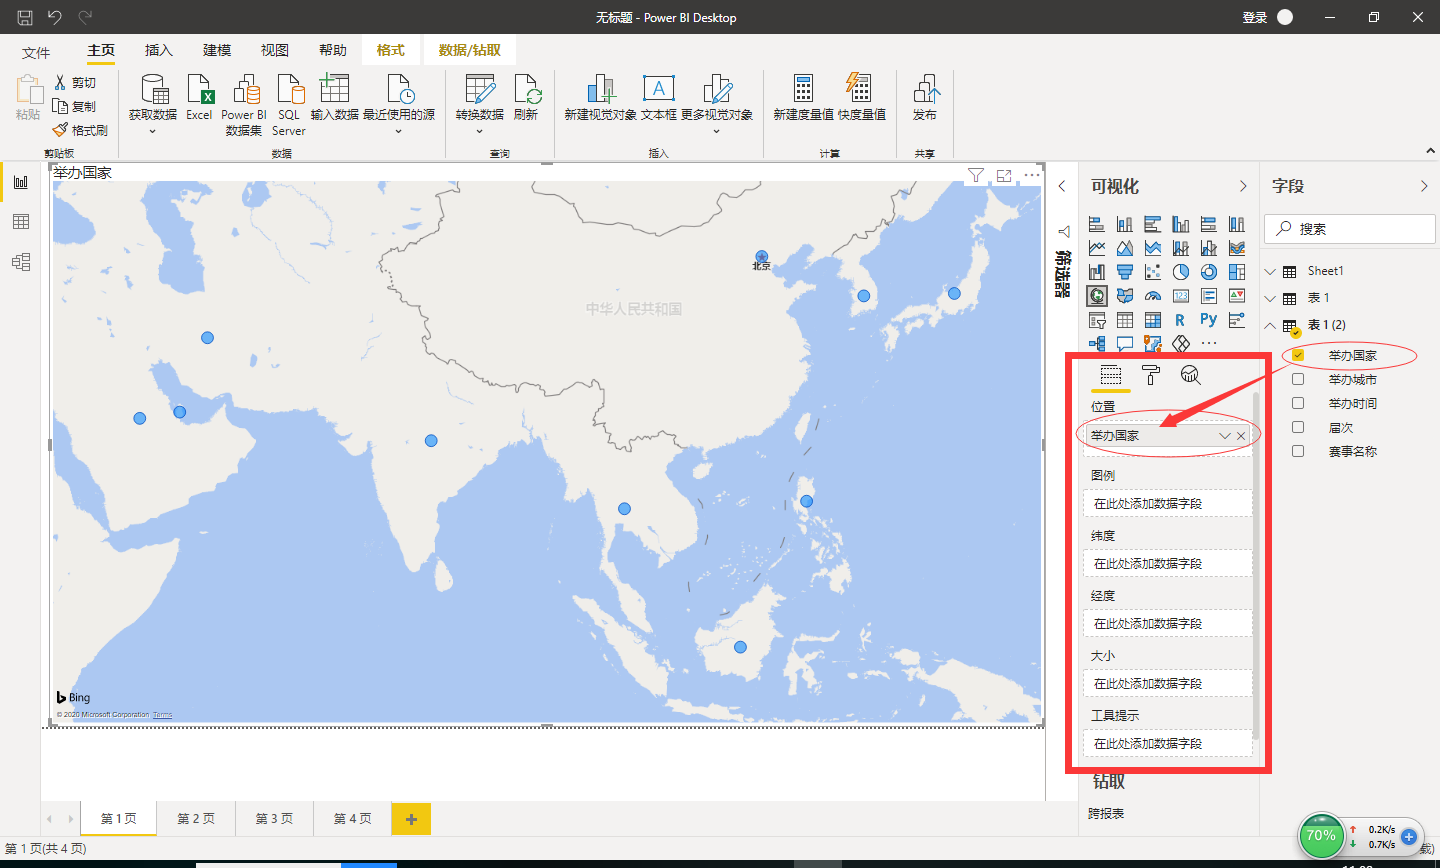 无标题 - Power BI Desktop
登录
文件
主页
插入
建模
视图
帮助
格式
数据/钻取
粘贴
剪切
复制
格式刷
剪贴板
获取数据
Excel
Power BI
数据集
SQL
Server
输入数据
最近使用的源
数据
转换数据
刷新
查询
新建视觉对象
A
文本框
更多视觉对象
插入
新建度量值
快度量值
计算
发布
共享
举办国家
北京
中华人民共和国
Bing
© 2020 Microsoft Corporation Terms
筛选器
可视化
123
R
Py
位置
举办国家
图例
在此处添加数据字段
纬度
在此处添加数据字段
经度
在此处添加数据字段
大小
在此处添加数据字段
工具提示
在此处添加数据字段
钻取
跨报表
字段
搜索
Sheet1
表 1
表 1 (2)
举办国家
举办城市
举办时间
届次
赛事名称
第 1 页
第 2 页
第 3 页
第 4 页
第 1 页(共 4 页)
70%
0.2K/s
0.7K/s
载)